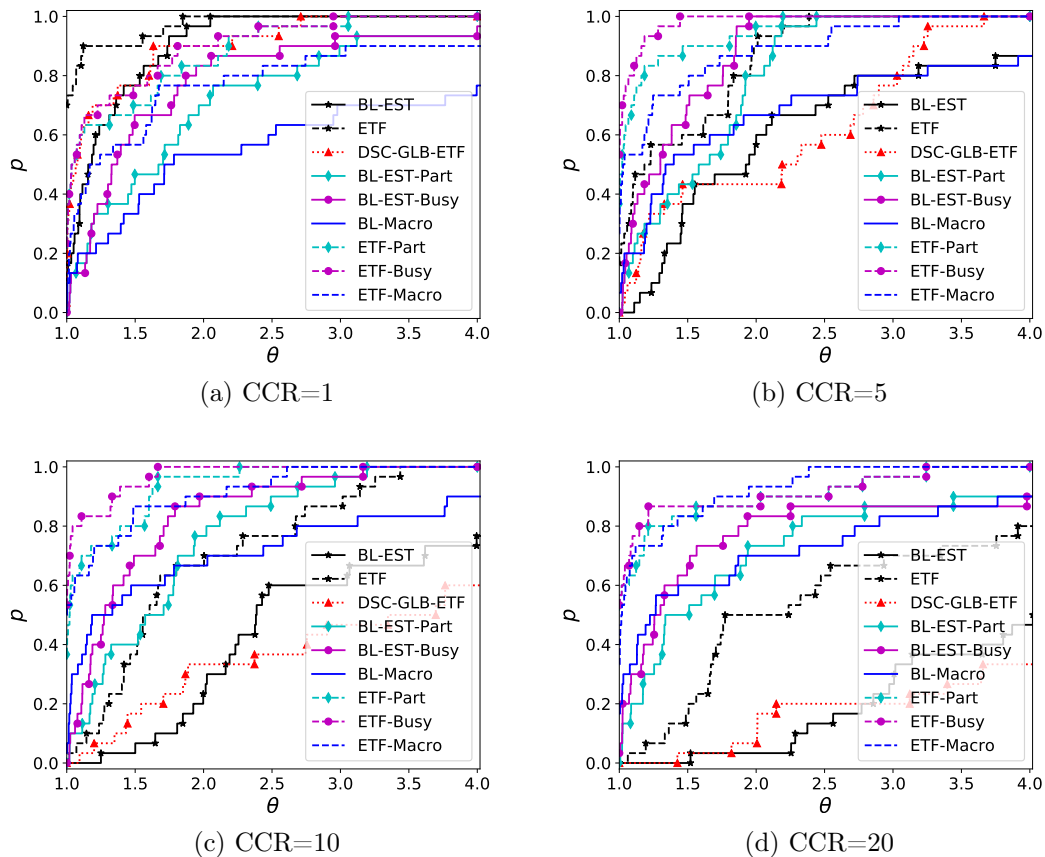 1.0
0.8
0.6
0.4
0.2
0.0
p
1.0 1.5 2.0 2.5 3.0 3.5 4.0
θ
BL-EST
ETF
DSC-GLB-ETF
BL-EST-Part
BL-EST-Busy
BL-Macro
ETF-Part
ETF-Busy
ETF-Macro
(a) CCR=1
1.0
0.8
0.6
0.4
0.2
0.0
p
1.0 1.5 2.0 2.5 3.0 3.5 4.0
θ
BL-EST
ETF
DSC-GLB-ETF
BL-EST-Part
BL-EST-Busy
BL-Macro
ETF-Part
ETF-Busy
ETF-Macro
(b) CCR=5
1.0
0.8
0.6
0.4
0.2
0.0
p
1.0 1.5 2.0 2.5 3.0 3.5 4.0
θ
BL-EST
ETF
DSC-GLB-ETF
BL-EST-Part
BL-EST-Busy
BL-Macro
ETF-Part
ETF-Busy
ETF-Macro
(c) CCR=10
1.0
0.8
0.6
0.4
0.2
0.0
p
1.0 1.5 2.0 2.5 3.0 3.5 4.0
θ
BL-EST
ETF
DSC-GLB-ETF
BL-EST-Part
BL-EST-Busy
BL-Macro
ETF-Part
ETF-Busy
ETF-Macro
(d) CCR=20